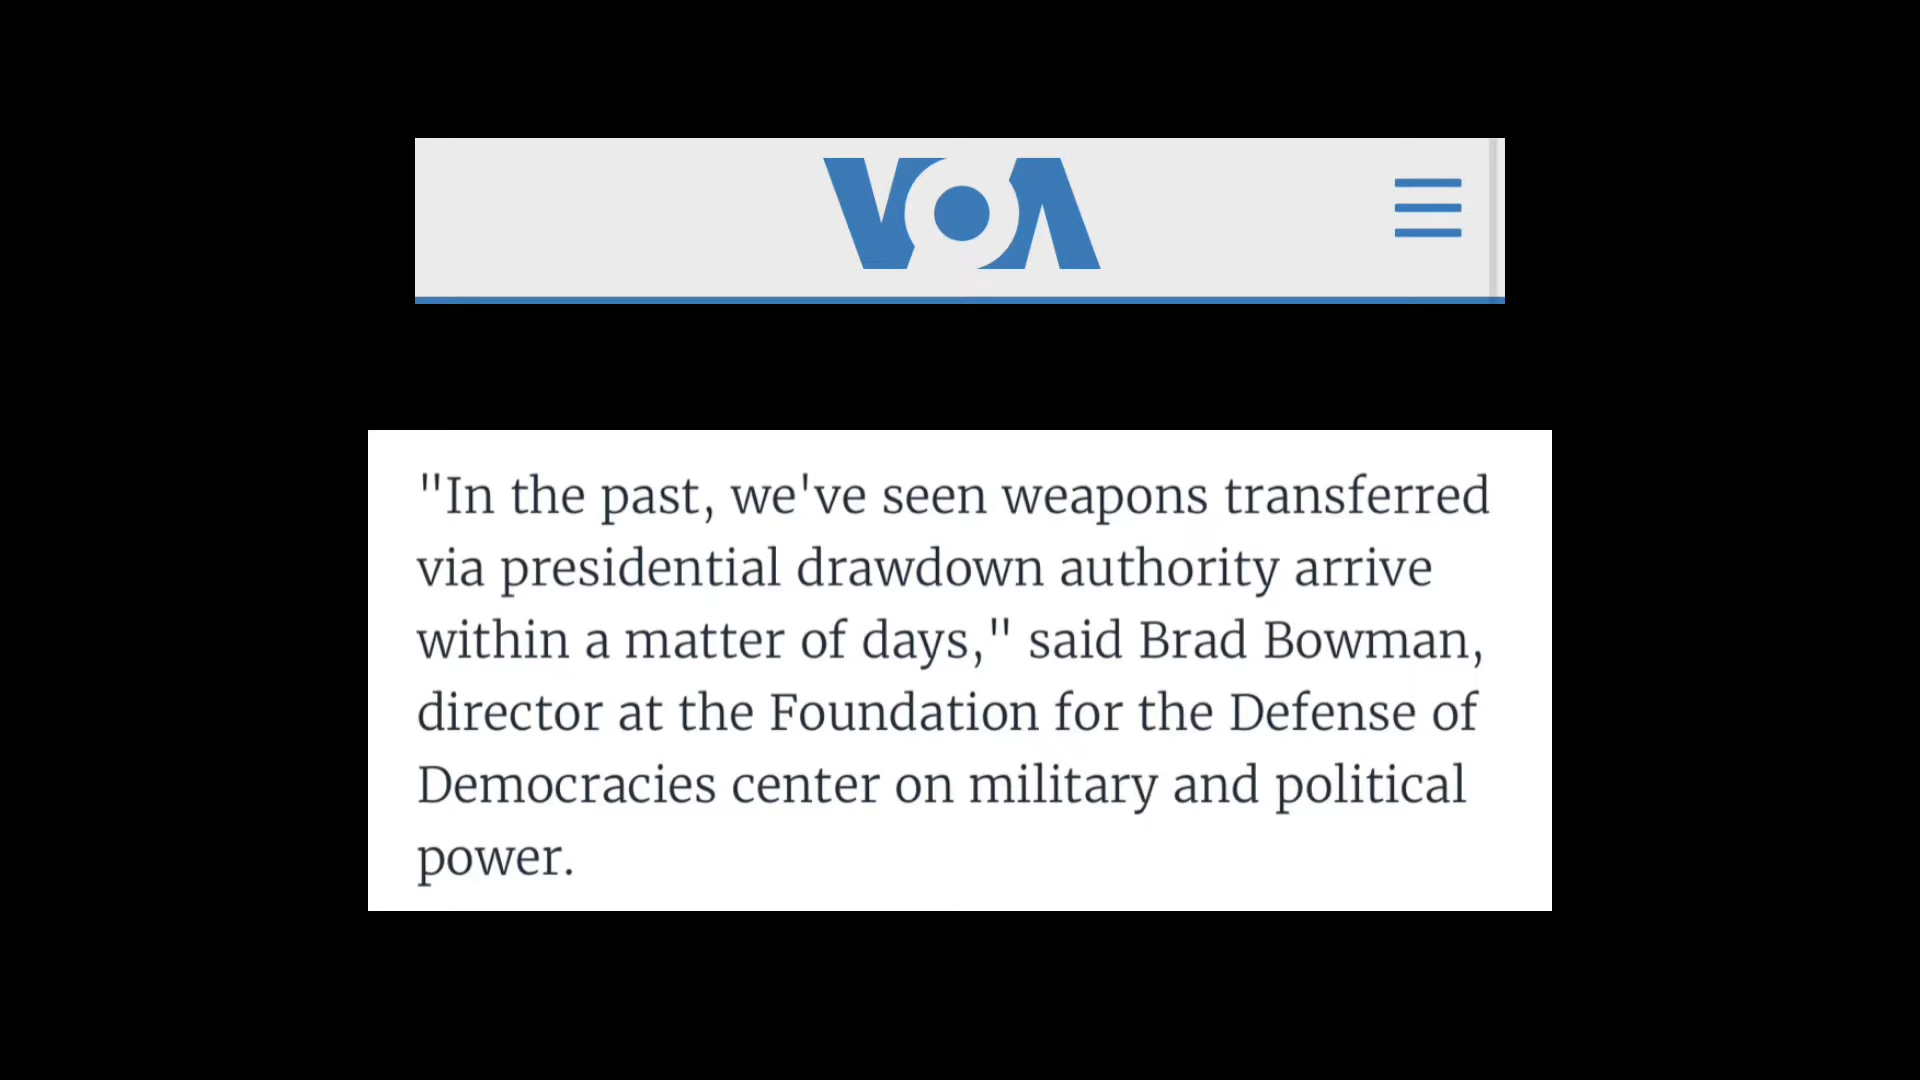 VOA
"In the past, we've seen weapons transferred
via presidential drawdown authority arrive
within a matter of days," said Brad Bowman,
director at the Foundation for the Defense of
Democracies center on military and political
power.